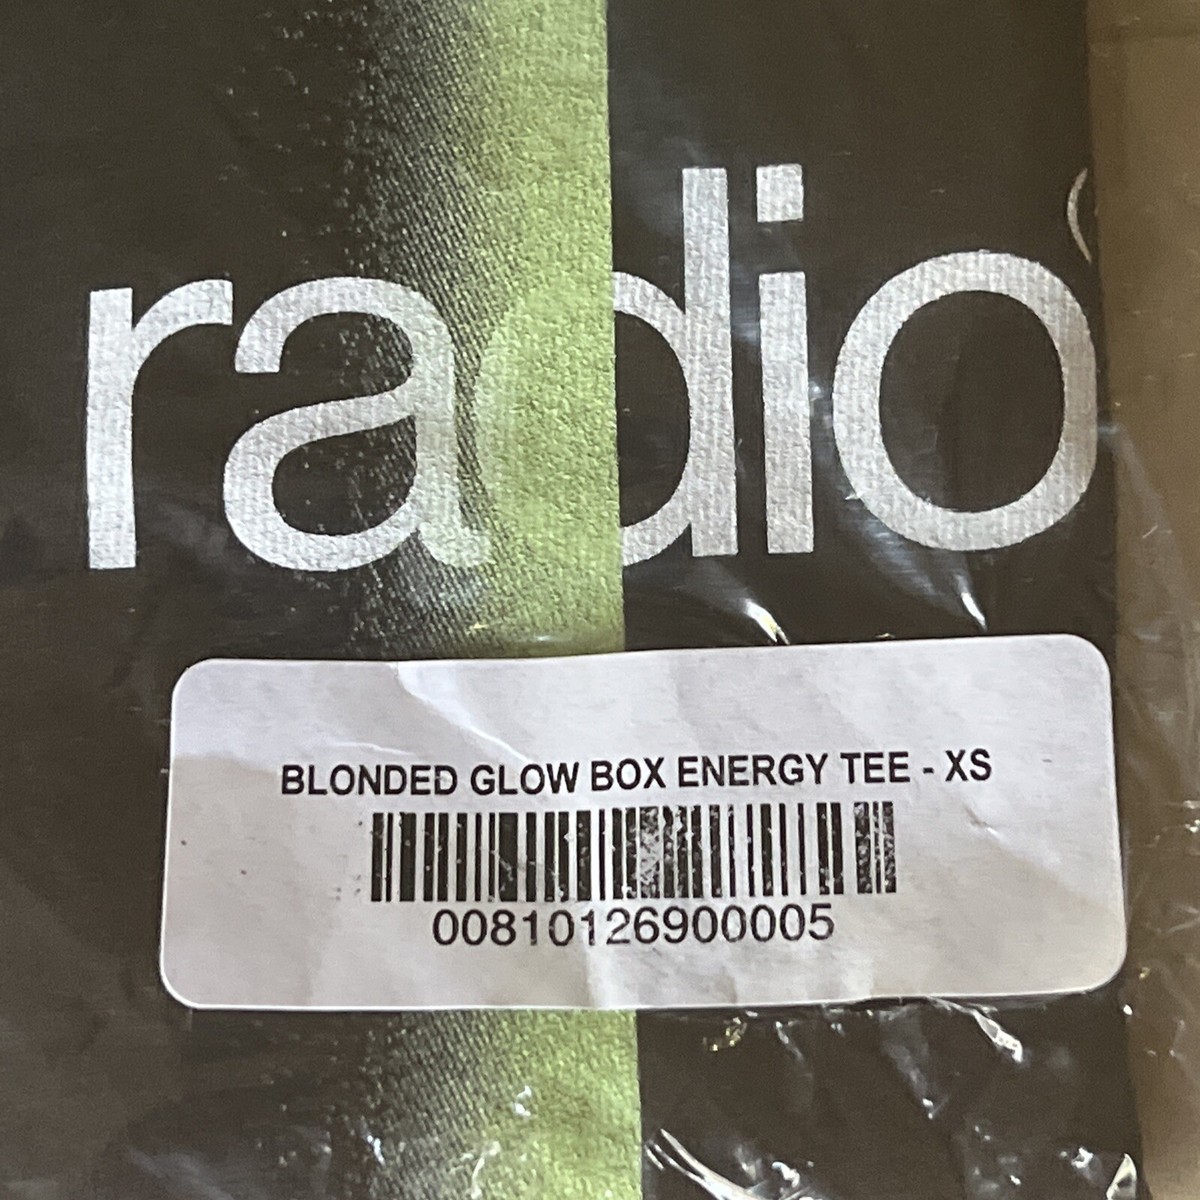 radio
BLONDED GLOW BOX ENERGY TEE - XS
00810126900005